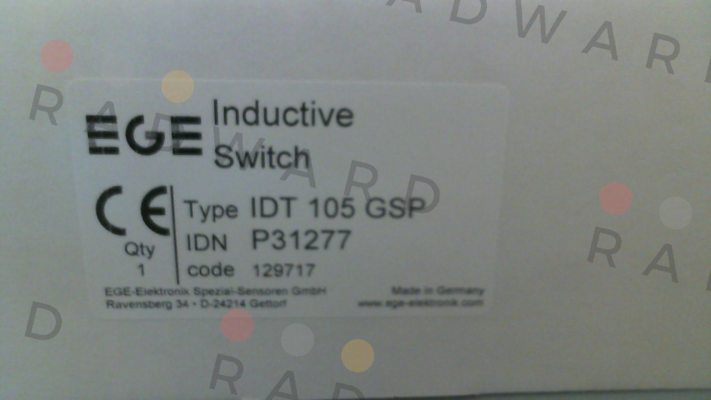 RADWARD
EGE Inductive
Switch
CE
Type IDT 105 GSP
IDN P31277
Qty
1
code 129717
EGE-Elektronik Spezial-Sensoren GmbH
Made in Germany
Ravensberg 34 • D-24214 Gettorf
www.ege-elektronik.com